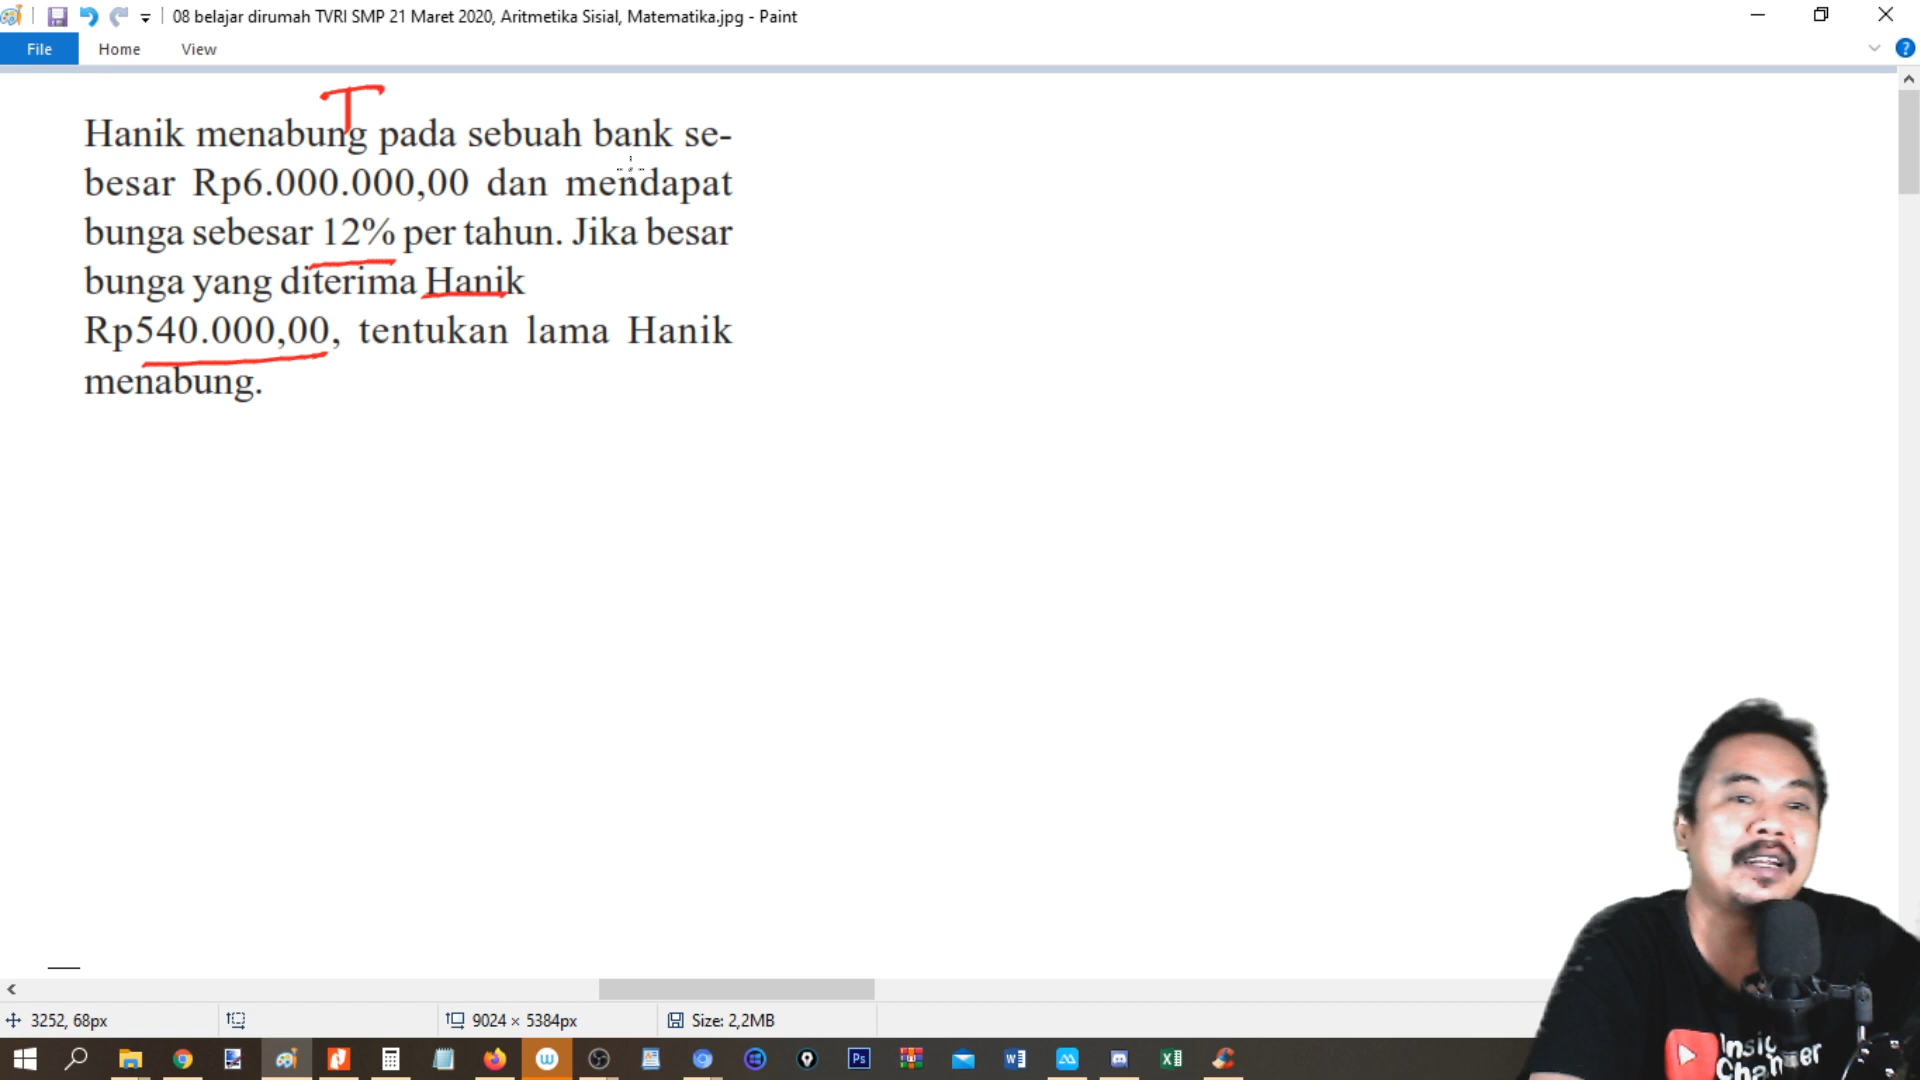 08 belajar dirumah TVRI SMP 21 Maret 2020, Aritmetika Sisial, Matematika.jpg - Paint
File Home View
T
Hanik menabung pada sebuah bank se-
besar Rp6.000.000,00 dan mendapat
bunga sebesar 12% per tahun. Jika besar
bunga yang diterima Hanik
Rp540.000,00, tentukan lama Hanik
menabung.
3252, 68px
9024 × 5384px
Size: 2,2MB